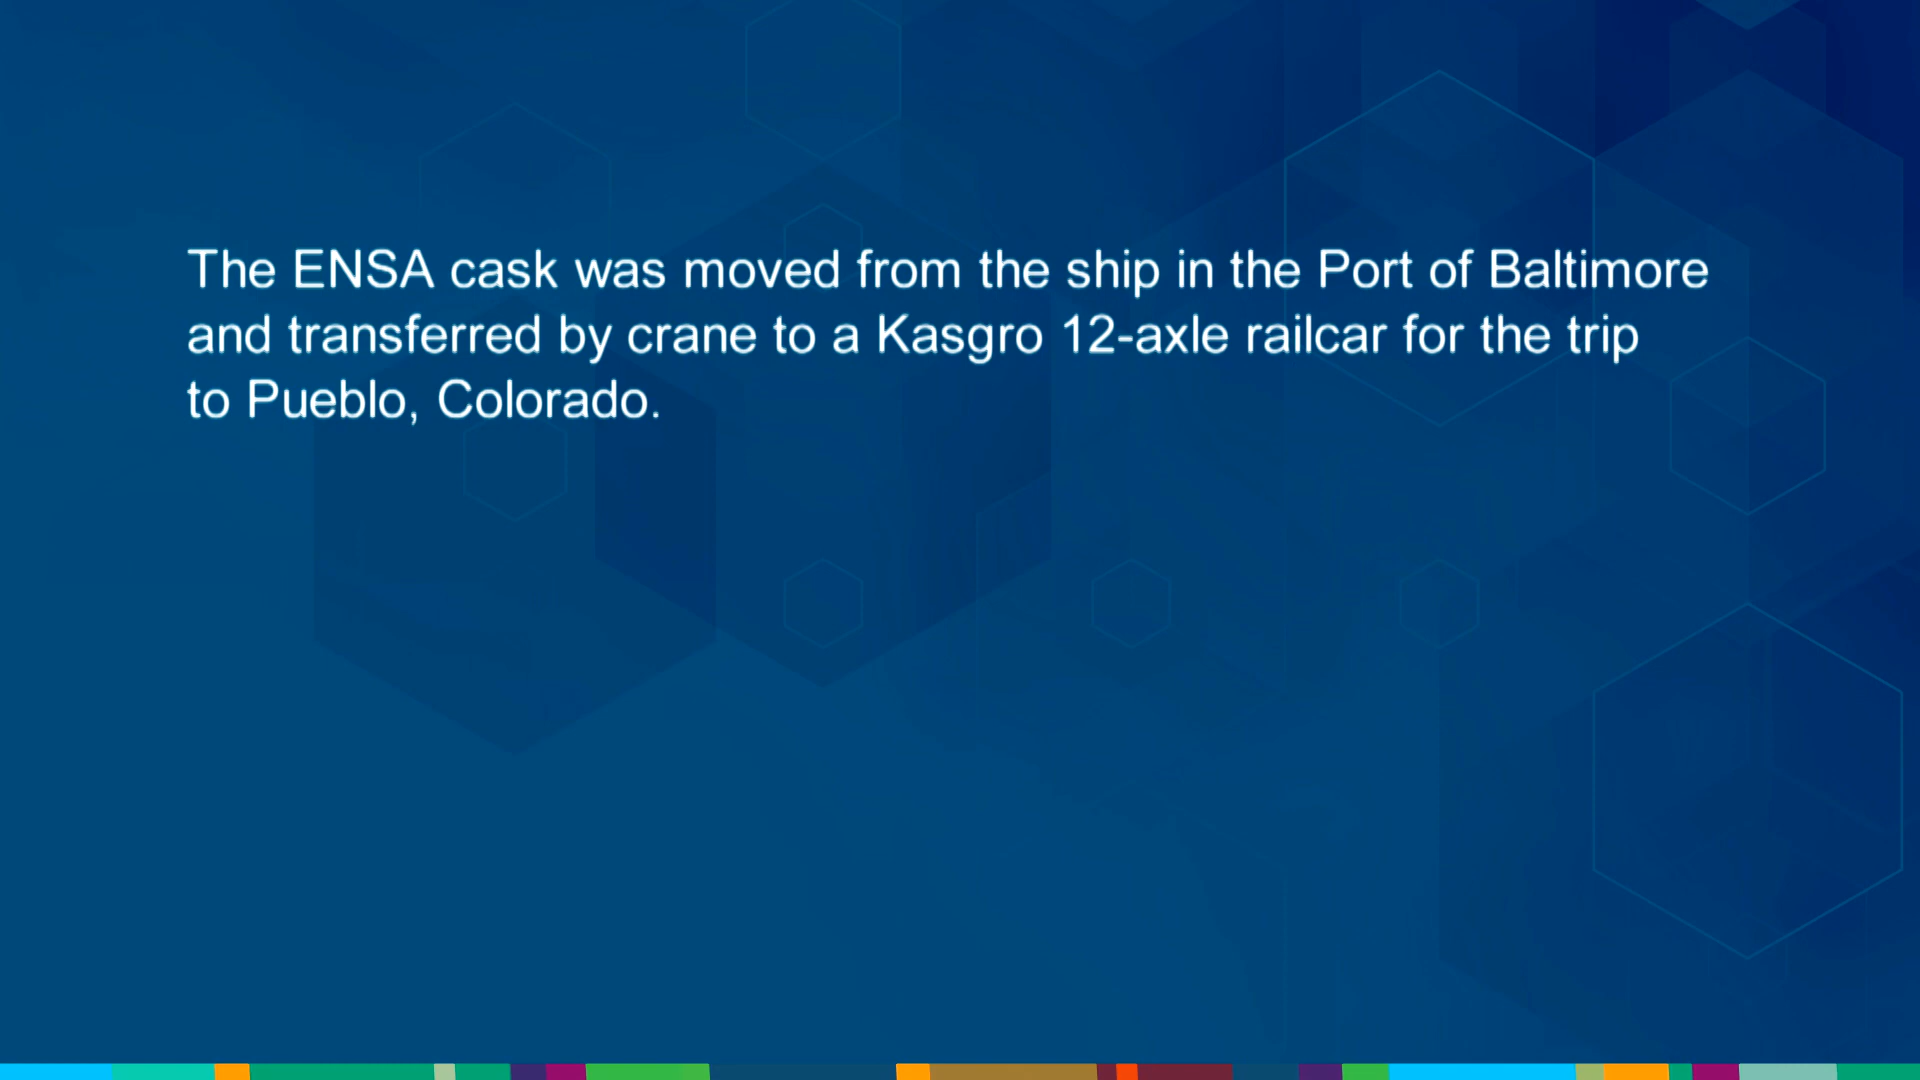 The ENSA cask was moved from the ship in the Port of Baltimore
and transferred by crane to a Kasgro 12-axle railcar for the trip
to Pueblo, Colorado.